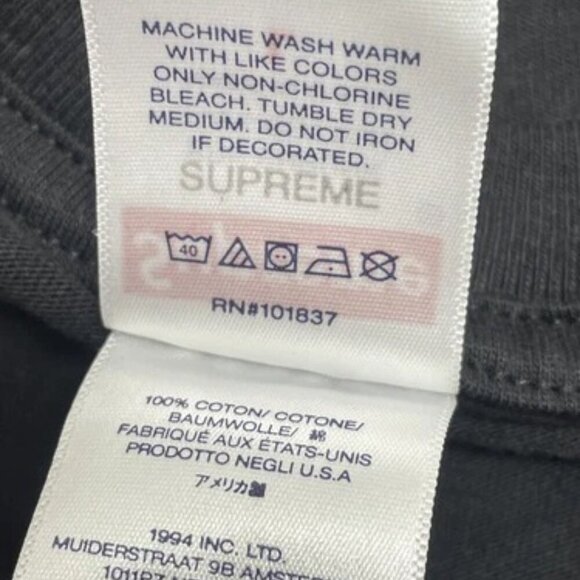 MACHINE WASH WARM
WITH LIKE COLORS
ONLY NON-CHLORINE
BLEACH. TUMBLE DRY
MEDIUM. DO NOT IRON
IF DECORATED.
SUPREME
40
RN#101837
100% COTON/ COTONE/
BAUMWOLLE/ 綿
FABRIQUÉ AUX ÉTATS-UNIS
PRODOTTO NEGLI U.S.A
アメリカ製
1994 INC. LTD.
MUIDERSTRAAT 9B